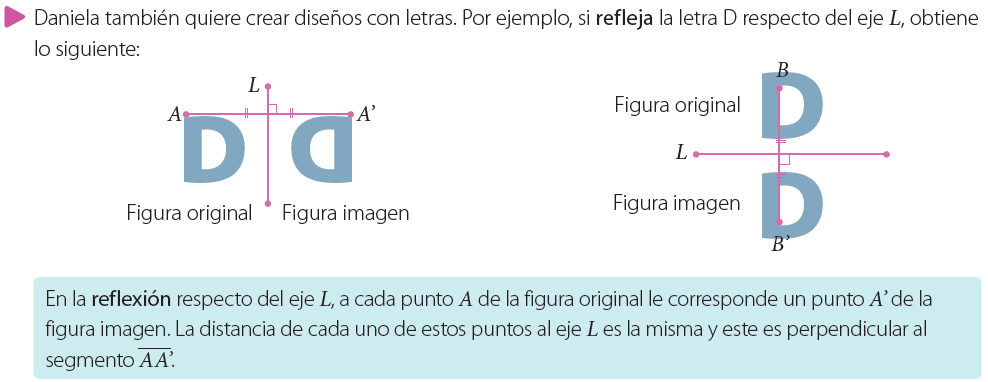 Daniela también quiere crear diseños con letras. Por ejemplo, si refleja la letra D respecto del eje L, obtiene
lo siguiente:
L
A
A’
D D
Figura original
Figura imagen
B
Figura original
D
L
Figura imagen
D
B’
En la reflexión respecto del eje L, a cada punto A de la figura original le corresponde un punto A’ de la
figura imagen. La distancia de cada uno de estos puntos al eje L es la misma y este es perpendicular al
segmento AA’.